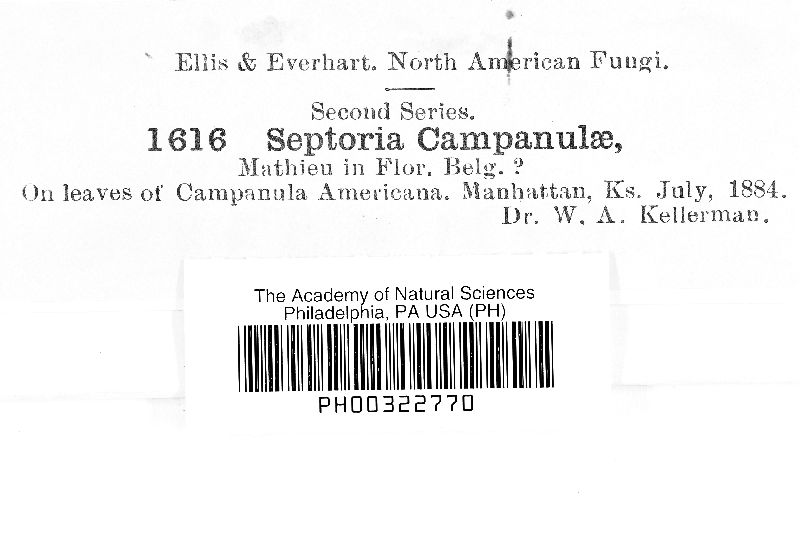 Ellis & Everhart. North American Fungi.
Second Series.
1616 Septoria Campanulæ,
Mathieu in Flor. Belg. ?
On leaves of Campanula Americana. Manhattan, Ks. July, 1884.
Dr. W. A. Kellerman.
The Academy of Natural Sciences
Philadelphia, PA USA (PH)
PH00322770